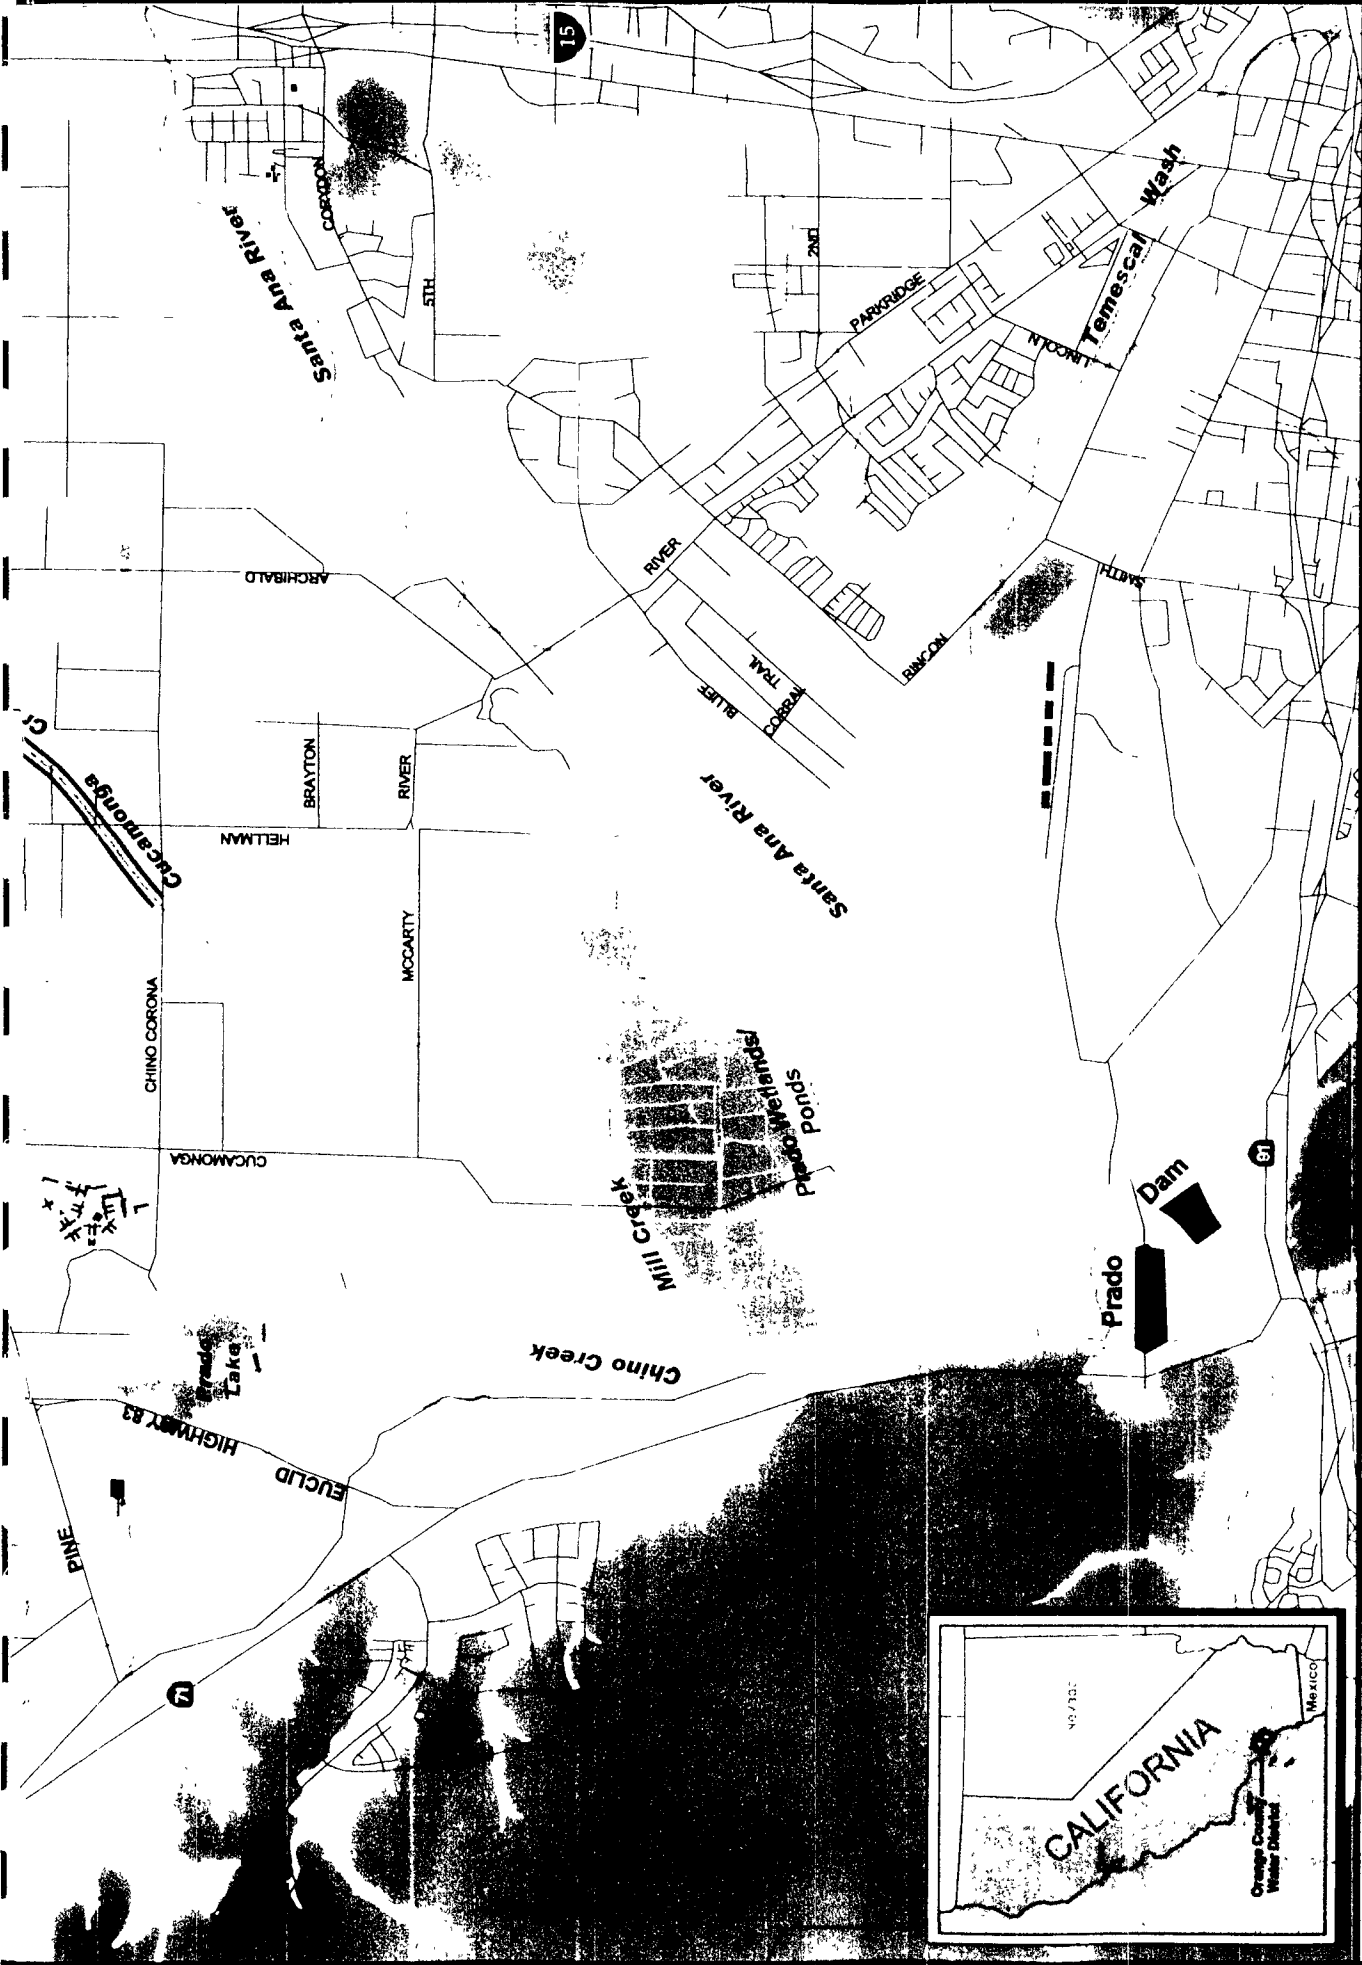 15
CORYDON
Santa Ana River
5TH
2ND
PARKRIDGE
Wash
Temescal
LINCOLN
ARCHIBALD
RIVER
SMITH
RINCON
TRAIL
BLUFF
CORRAL
Cr
Cucamonga
BRAYTON
RIVER
HELLMAN
Santa Ana River
MCCARTY
CHINO CORONA
CUCAMONGA
Prado Wetlands/
Ponds
Mill Creek
91
Dam
Prado
Prado
Lake
Chino Creek
HIGHWAY 83
EUCLID
PINE
71
NEVADA
CALIFORNIA
Mexico
Orange County
Water District